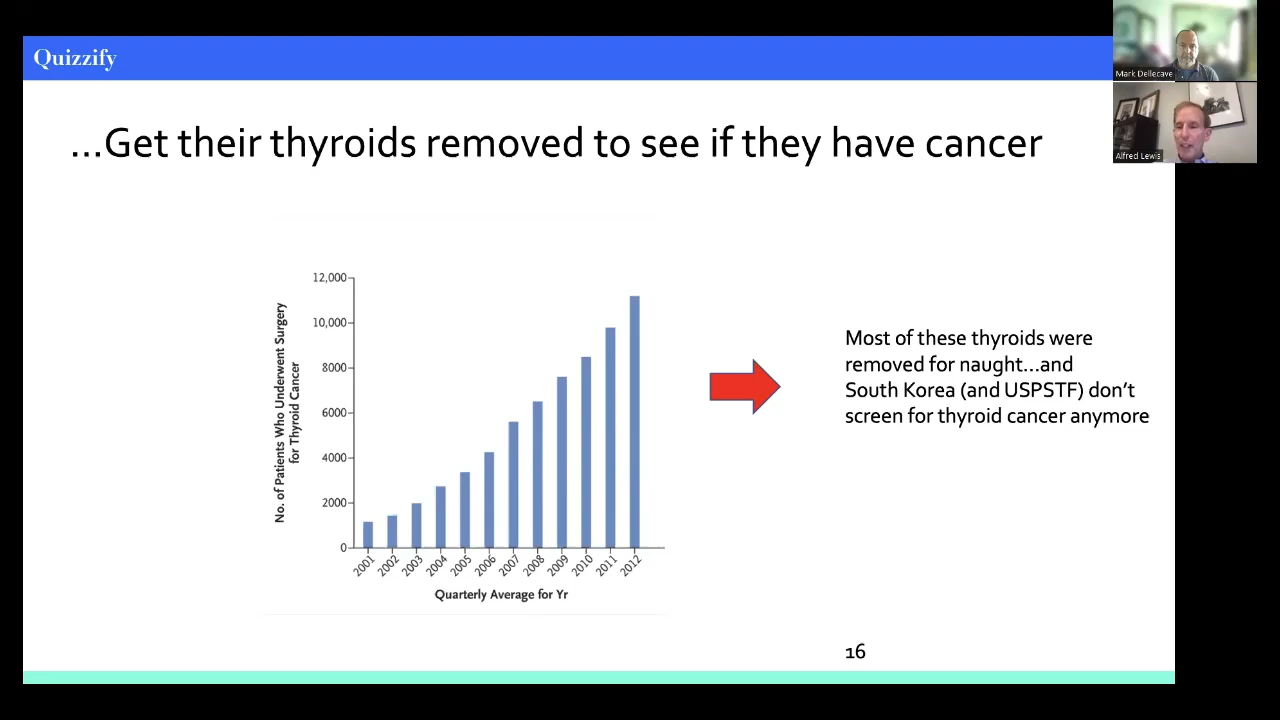 Quizzify
Mark Dellecave
Alfred Lewis
...Get their thyroids removed to see if they have cancer
No. of Patients Who Underwent Surgery
for Thyroid Cancer
12,000
10,000
8000
6000
4000
2000
0
2001
2002
2003
2004
2005
2006
2007
2008
2009
2010
2011
2012
Quarterly Average for Yr
Most of these thyroids were
removed for naught...and
South Korea (and USPSTF) don't
screen for thyroid cancer anymore
16